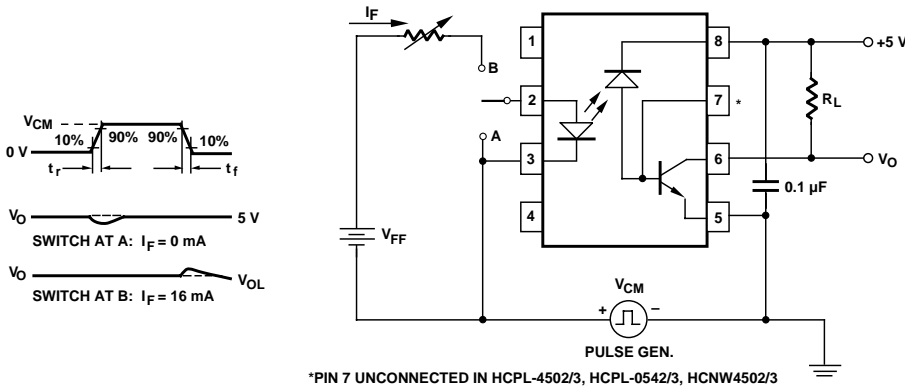 V_CM
10% 90% 90% 10%
0 V
t_r t_f
V_O 5 V
SWITCH AT A: I_F = 0 mA
V_O V_OL
SWITCH AT B: I_F = 16 mA
I_F
B
A
V_FF
1
2
3
4
8
7
*
6
5
+5 V
R_L
V_O
0.1 µF
V_CM
+ –
PULSE GEN.
*PIN 7 UNCONNECTED IN HCPL-4502/3, HCPL-0542/3, HCNW4502/3